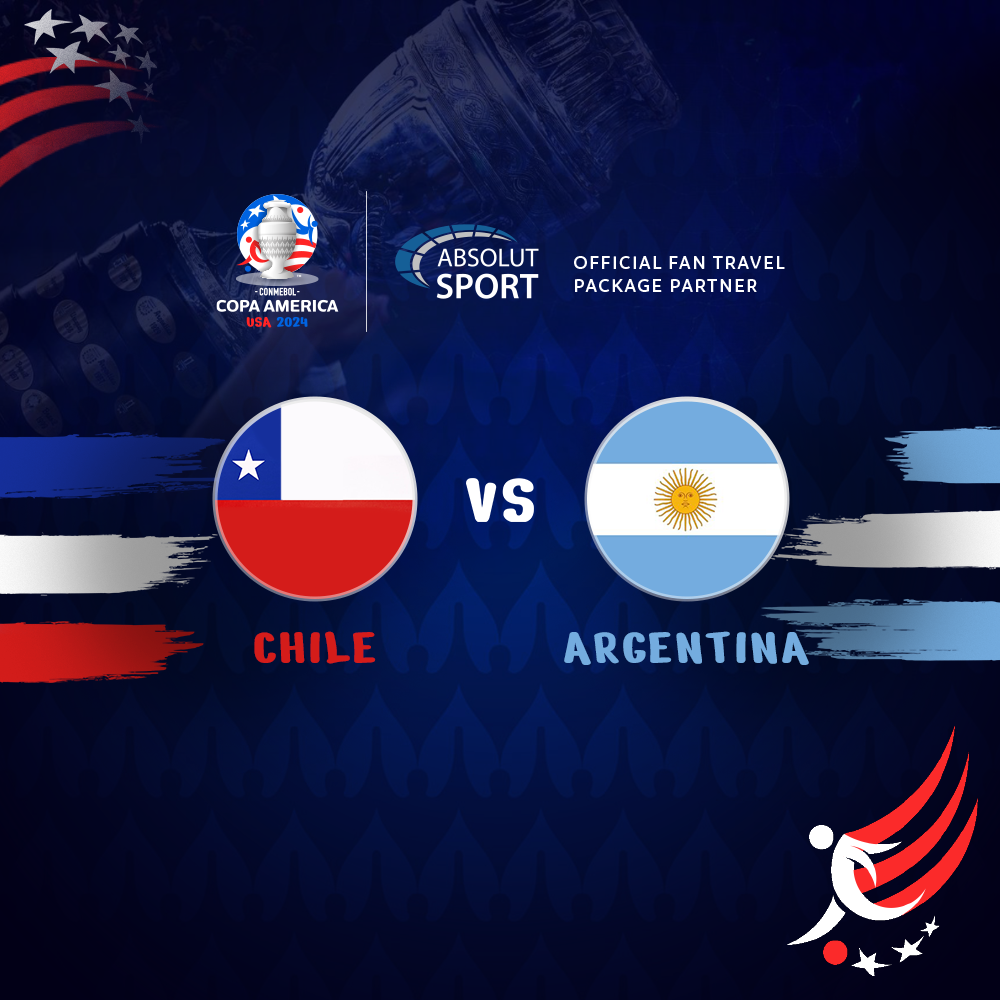 - CONMEBOL -
COPA AMERICA
USA 2024
ABSOLUT
SPORT
OFFICIAL FAN TRAVEL
PACKAGE PARTNER
VS
CHILE
ARGENTINA